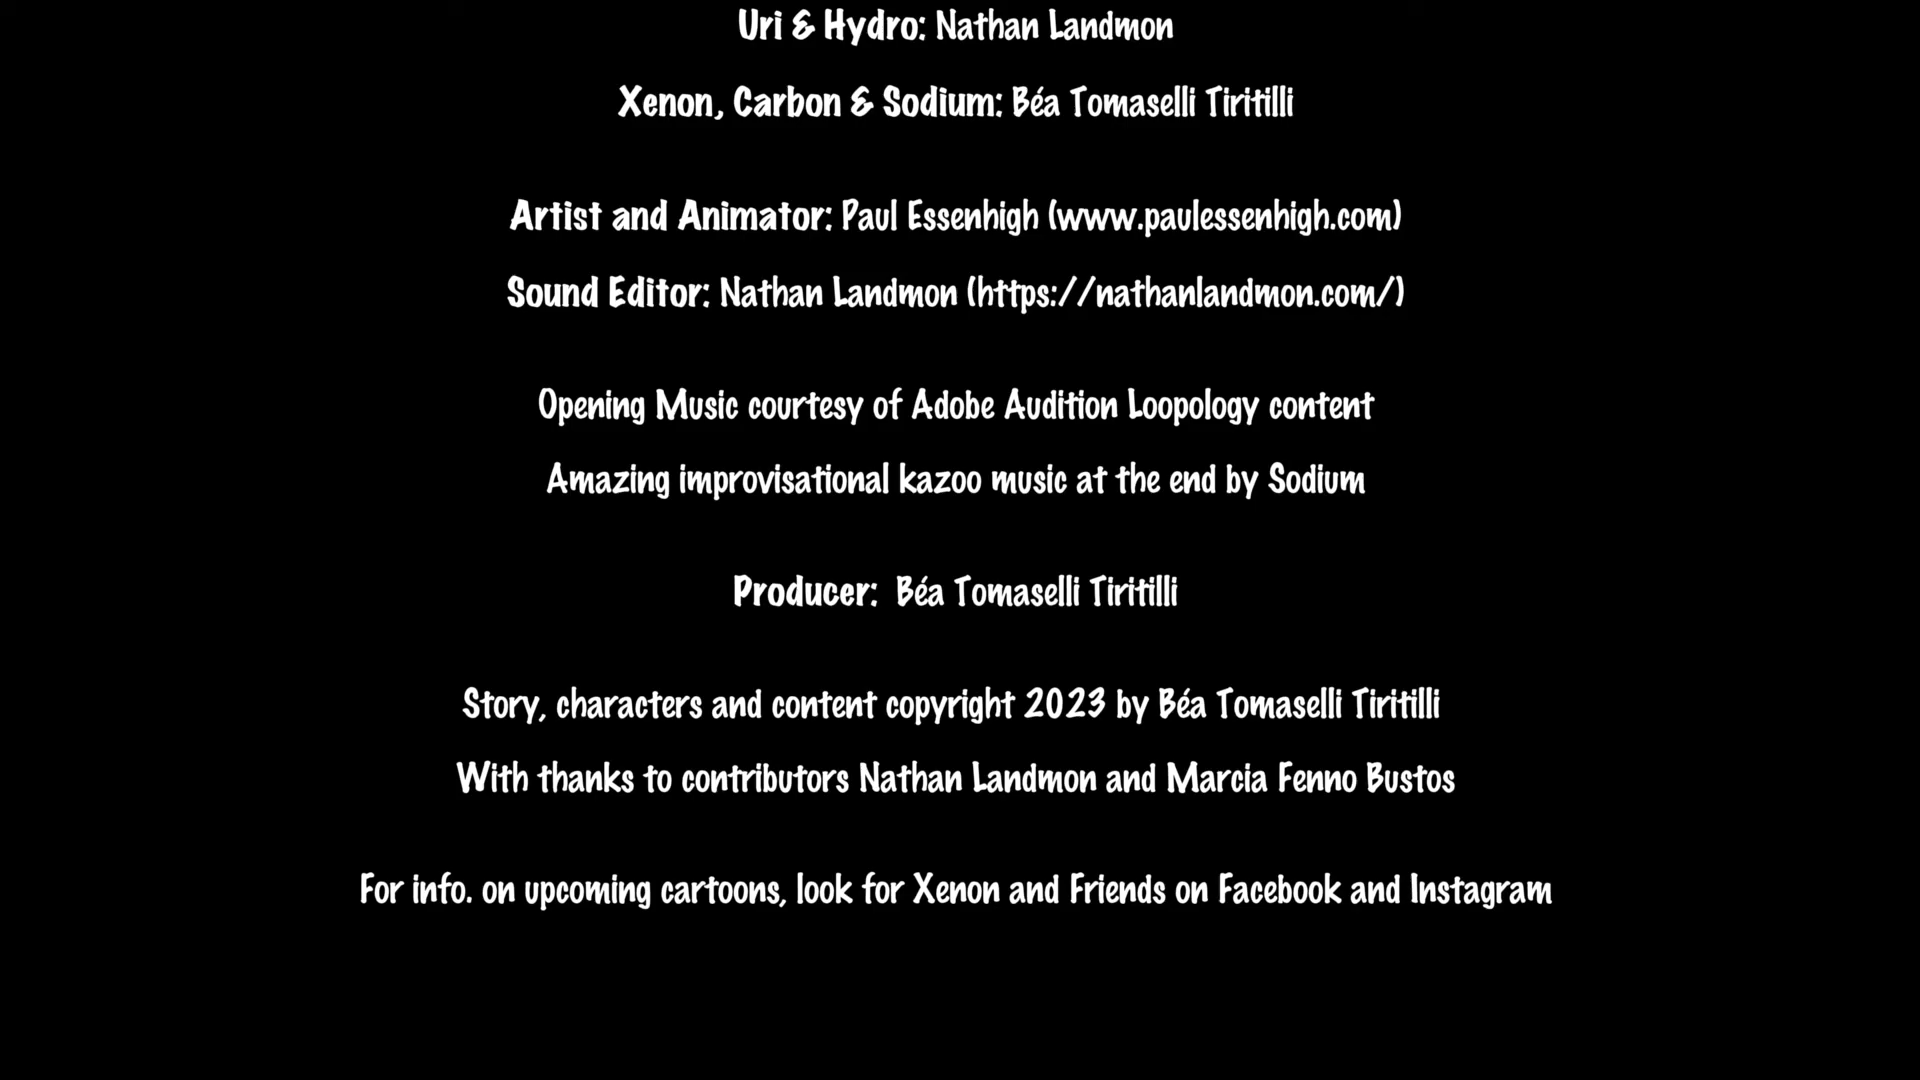 Uri & Hydro: Nathan Landmon
Xenon, Carbon & Sodium: Béa Tomaselli Tiritilli
Artist and Animator: Paul Essenhigh (www.paulessenhigh.com)
Sound Editor: Nathan Landmon (https://nathanlandmon.com/)
Opening Music courtesy of Adobe Audition Loopology content
Amazing improvisational kazoo music at the end by Sodium
Producer:  Béa Tomaselli Tiritilli
Story, characters and content copyright 2023 by Béa Tomaselli Tiritilli
With thanks to contributors Nathan Landmon and Marcia Fenno Bustos
For info. on upcoming cartoons, look for Xenon and Friends on Facebook and Instagram